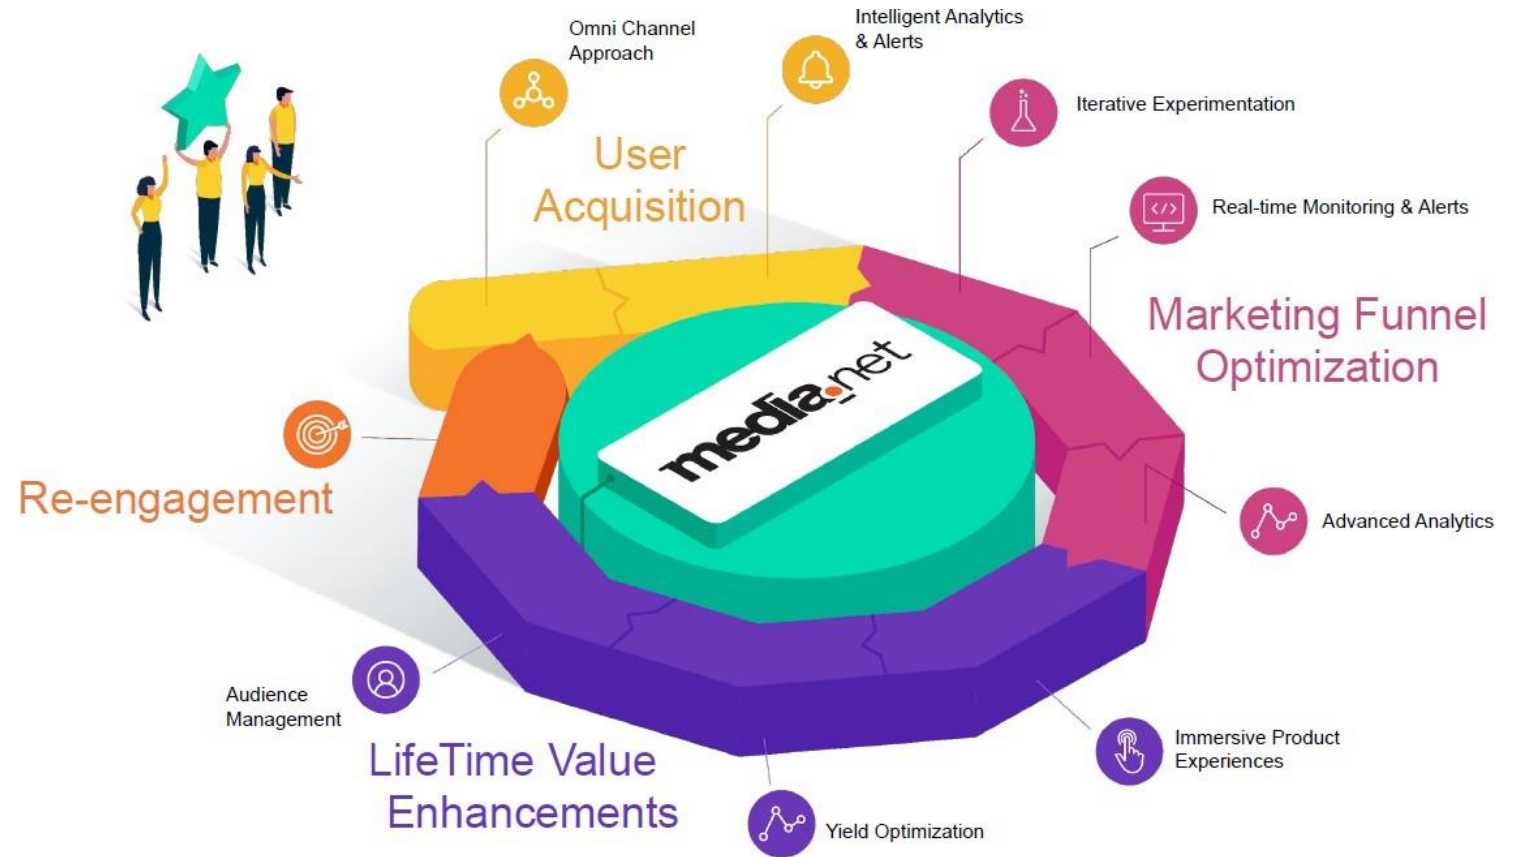 Omni Channel
Approach
Intelligent Analytics
& Alerts
User
Acquisition
Iterative Experimentation
Real-time Monitoring & Alerts
Marketing Funnel
Optimization
media.net
Re-engagement
Advanced Analytics
Audience
Management
LifeTime Value
Enhancements
Immersive Product
Experiences
Yield Optimization